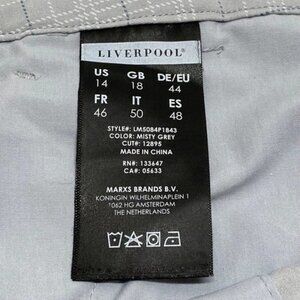 LIVERPOOL®
US GB DE/EU
14 18 44
FR IT ES
46 50 48
STYLE#: LM5084P1843
COLOR: MISTY GREY
CUT#: 12895
MADE IN CHINA
RN#: 133647
CA#: 05633
MARXS BRANDS B.V.
KONINGIN WILHELMINAPLEIN 1
1062 HG AMSTERDAM
THE NETHERLANDS